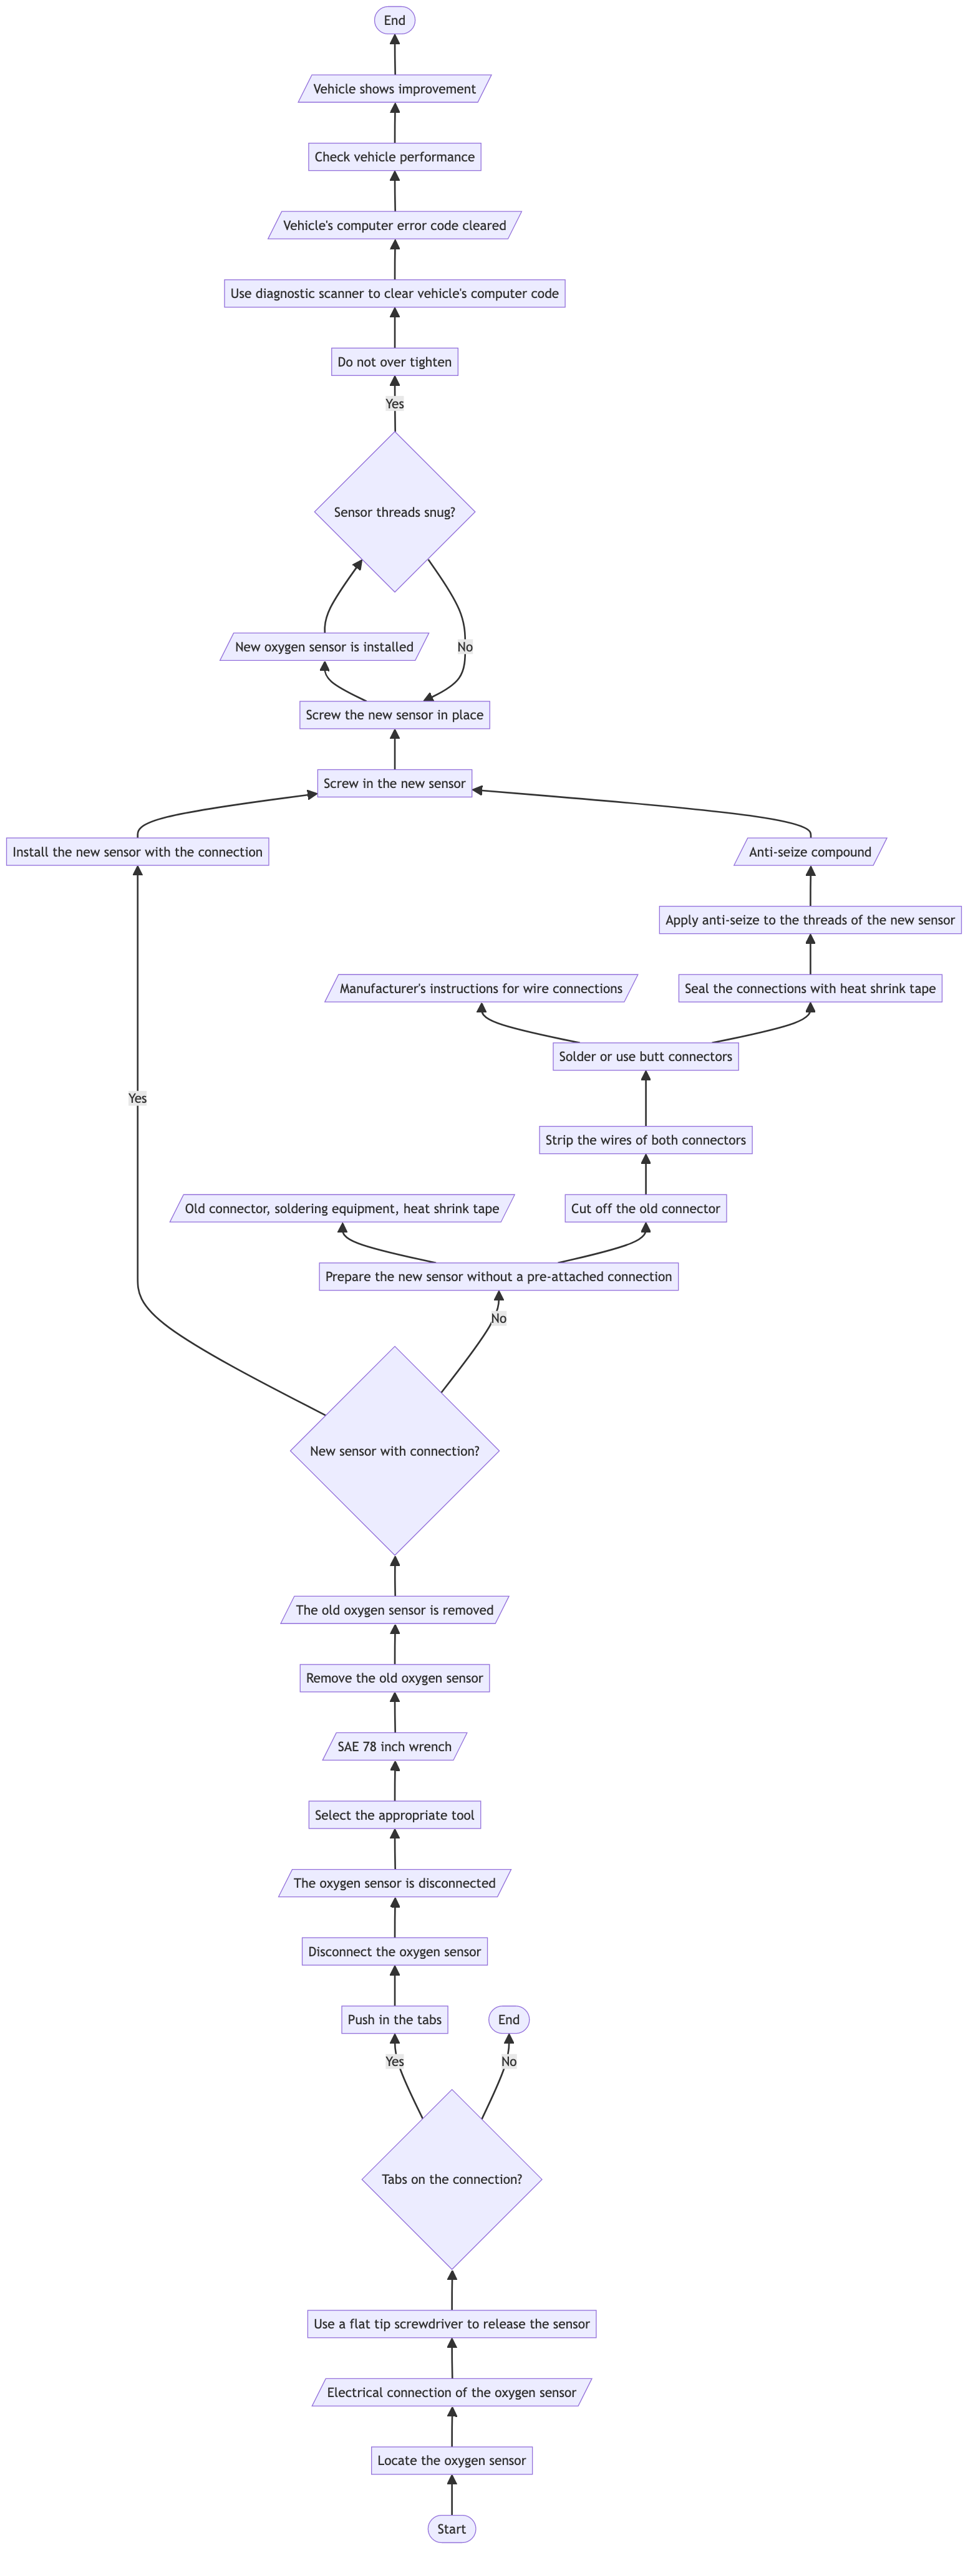 End
Vehicle shows improvement
Check vehicle performance
Vehicle's computer error code cleared
Use diagnostic scanner to clear vehicle's computer code
Do not over tighten
Yes
Sensor threads snug?
New oxygen sensor is installed
No
Screw the new sensor in place
Screw in the new sensor
Install the new sensor with the connection
Anti-seize compound
Apply anti-seize to the threads of the new sensor
Manufacturer's instructions for wire connections
Seal the connections with heat shrink tape
Solder or use butt connectors
Yes
Strip the wires of both connectors
Old connector, soldering equipment, heat shrink tape
Cut off the old connector
Prepare the new sensor without a pre-attached connection
No
New sensor with connection?
The old oxygen sensor is removed
Remove the old oxygen sensor
SAE 78 inch wrench
Select the appropriate tool
The oxygen sensor is disconnected
Disconnect the oxygen sensor
Push in the tabs
End
Yes
No
Tabs on the connection?
Use a flat tip screwdriver to release the sensor
Electrical connection of the oxygen sensor
Locate the oxygen sensor
Start